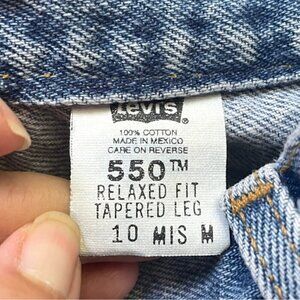 Levi's
100% COTTON
MADE IN MEXICO
CARE ON REVERSE
550™
RELAXED FIT
TAPERED LEG
10 MIS M